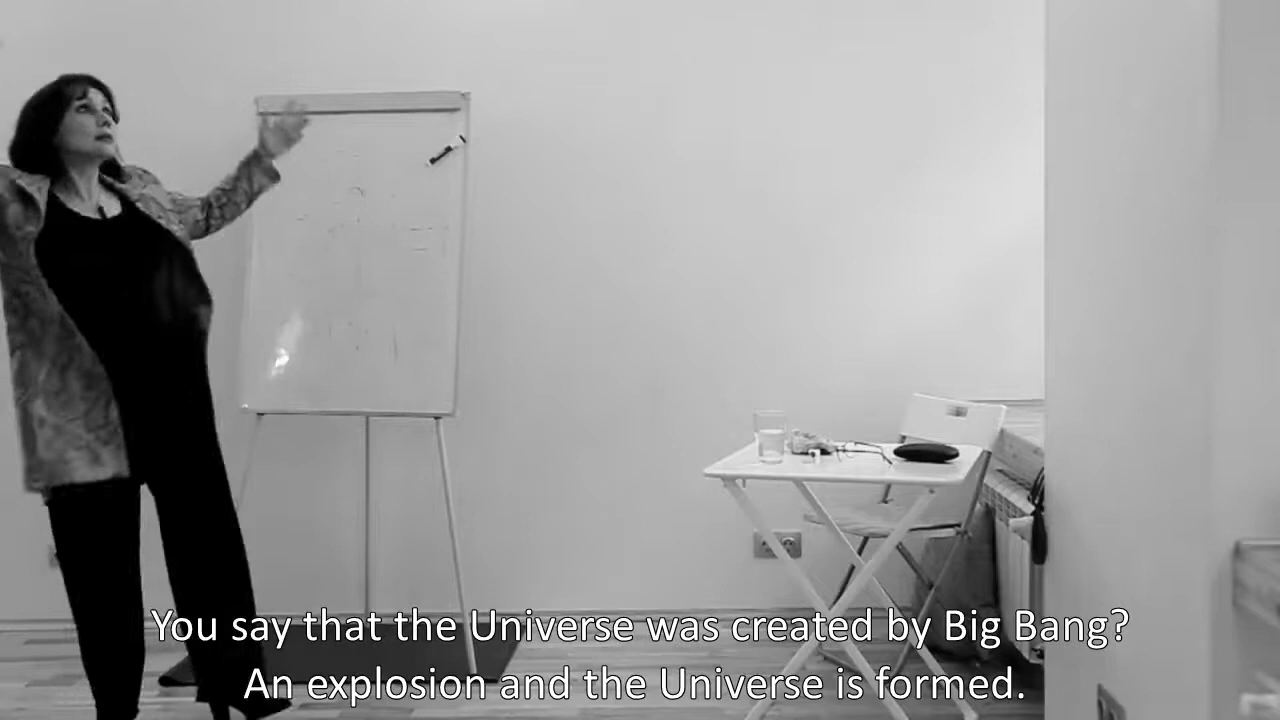 You say that the Universe was created by Big Bang?
An explosion and the Universe is formed.